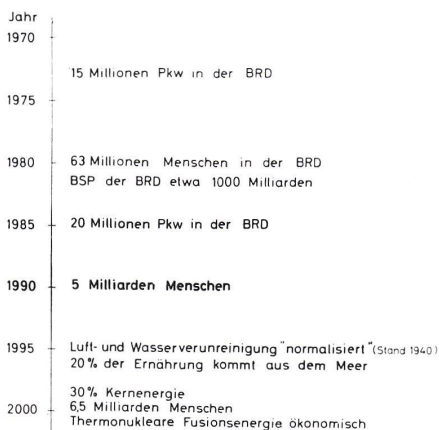 Jahr
1970
15 Millionen Pkw in der BRD
1975
1980 63 Millionen Menschen in der BRD
BSP der BRD etwa 1000 Milliarden
1985 20 Millionen Pkw in der BRD
1990 5 Milliarden Menschen
1995 Luft- und Wasserverunreinigung "normalisiert" (Stand 1940)
20% der Ernährung kommt aus dem Meer
30% Kernenergie
2000 6,5 Milliarden Menschen
Thermonukleare Fusionsenergie ökonomisch